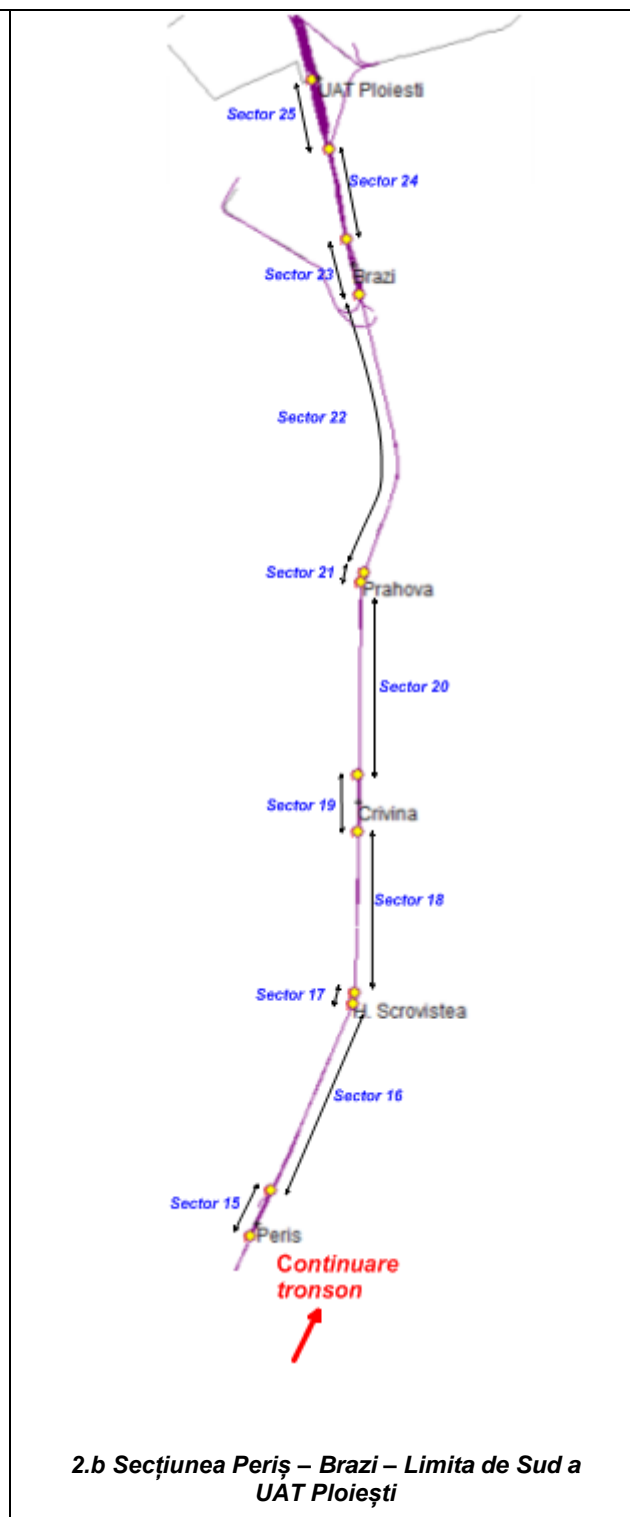 UAT Ploiesti
Sector 25
Sector 24
Sector 23
Brazi
Sector 22
Sector 21
Prahova
Sector 20
Sector 19
Crivina
Sector 18
Sector 17
H. Scrovistea
Sector 16
Sector 15
Peris
Continuare
tronson
2.b Secțiunea Periș – Brazi – Limita de Sud a
UAT Ploiești